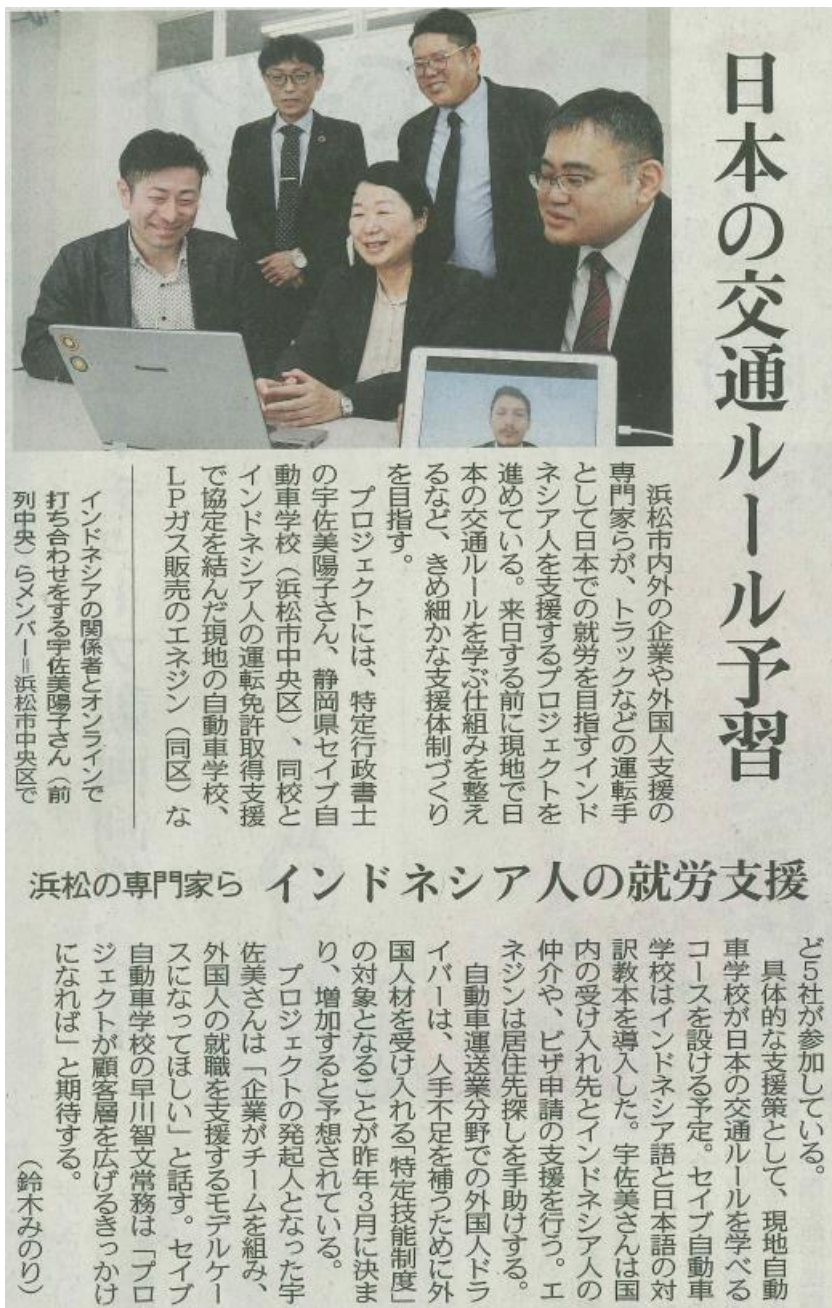 日本の交通ルール予習
浜松の専門家ら インドネシア人の就労支援
浜松市内外の企業や外国人支援の
専門家らが、トラックなどの運転手
として日本での就労を目指すインド
ネシア人を支援するプロジェクトを
進めている。来日する前に現地で日
本の交通ルールを学ぶ仕組みを整え
るなど、きめ細かな支援体制づくり
を目指す。
プロジェクトには、特定行政書士
の宇佐美陽子さん、静岡県セイブ自
動車学校（浜松市中央区）、同校と
インドネシア人の運転免許取得支援
で協定を結んだ現地の自動車学校、
LPガス販売のエネジン（同区）な
ど5社が参加している。
具体的な支援策として、現地自動
車学校が日本の交通ルールを学べる
コースを設ける予定。セイブ自動車
学校はインドネシア語と日本語の対
訳教本を導入した。宇佐美さんは国
内の受け入れ先とインドネシア人の
仲介や、ビザ申請の支援を行う。エ
ネジンは居住先探しを手助けする。
自動車運送業分野での外国人ドラ
イバーは、人手不足を補うために外
国人材を受け入れる「特定技能制度」
の対象となることが昨年3月に決ま
り、増加すると予想されている。
プロジェクトの発起人となった宇
佐美さんは「企業がチームを組み、
外国人の就職を支援するモデルケー
スになってほしい」と話す。セイブ
自動車学校の早川智文常務は「プロ
ジェクトが顧客層を広げるきっかけ
になれば」と期待する。
（鈴木みのり）
インドネシアの関係者とオンラインで
打ち合わせをする宇佐美陽子さん（前
列中央）らメンバー＝浜松市中央区で